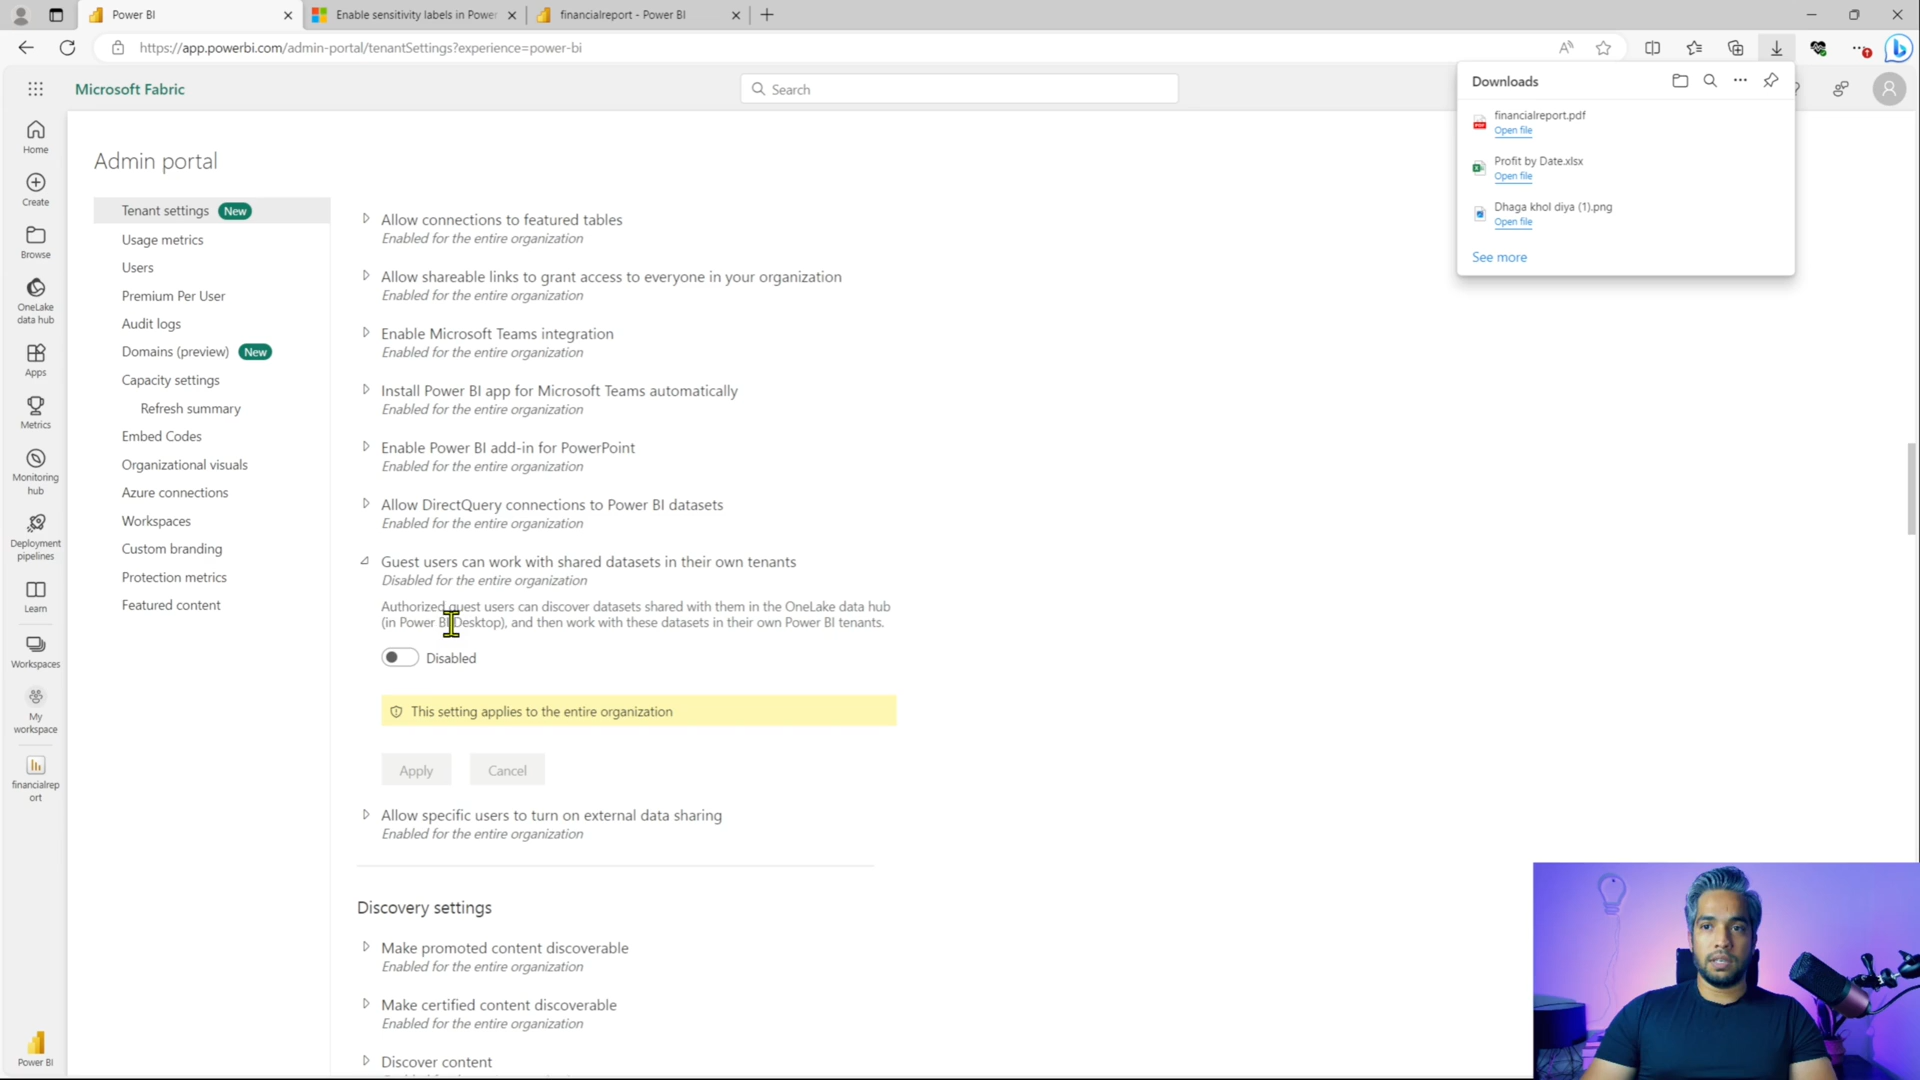 Power BI
Enable sensitivity labels in Power
financialreport - Power BI
https://app.powerbi.com/admin-portal/tenantSettings?experience=power-bi
Microsoft Fabric
Search
Downloads
financialreport.pdf
Open file
Profit by Date.xlsx
Open file
Dhaga khol diya (1).png
Open file
See more
Home
Create
Browse
OneLake
data hub
Apps
Metrics
Monitoring
hub
Deployment
pipelines
Learn
Workspaces
My
workspace
financialrep
ort
Power BI
Admin portal
Tenant settings New
Usage metrics
Users
Premium Per User
Audit logs
Domains (preview) New
Capacity settings
Refresh summary
Embed Codes
Organizational visuals
Azure connections
Workspaces
Custom branding
Protection metrics
Featured content
Allow connections to featured tables
Enabled for the entire organization
Allow shareable links to grant access to everyone in your organization
Enabled for the entire organization
Enable Microsoft Teams integration
Enabled for the entire organization
Install Power BI app for Microsoft Teams automatically
Enabled for the entire organization
Enable Power BI add-in for PowerPoint
Enabled for the entire organization
Allow DirectQuery connections to Power BI datasets
Enabled for the entire organization
Guest users can work with shared datasets in their own tenants
Disabled for the entire organization
Authorized guest users can discover datasets shared with them in the OneLake data hub
(in Power BI Desktop), and then work with these datasets in their own Power BI tenants.
Disabled
This setting applies to the entire organization
Apply
Cancel
Allow specific users to turn on external data sharing
Enabled for the entire organization
Discovery settings
Make promoted content discoverable
Enabled for the entire organization
Make certified content discoverable
Enabled for the entire organization
Discover content